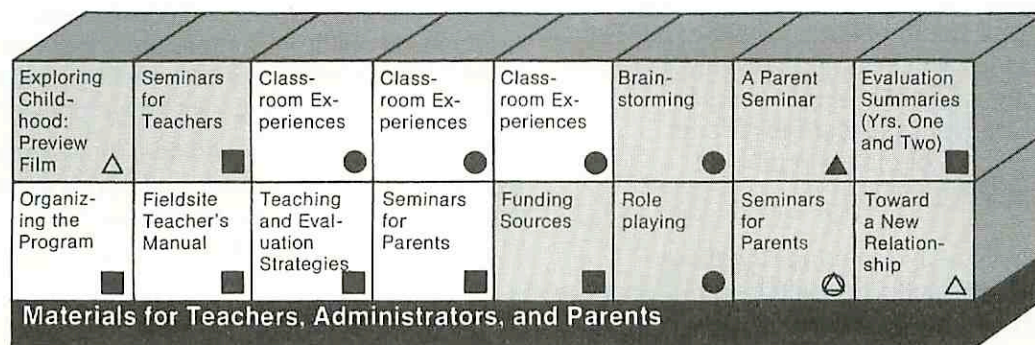 Exploring
Child-
hood:
Preview
Film
Seminars
for
Teachers
Class-
room Ex-
periences
Class-
room Ex-
periences
Class-
room Ex-
periences
Brain-
storming
A Parent
Seminar
Evaluation
Summaries
(Yrs. One
and Two)
Organiz-
ing the
Program
Fieldsite
Teacher's
Manual
Teaching
and Eval-
uation
Strategies
Seminars
for
Parents
Funding
Sources
Role
playing
Seminars
for
Parents
Toward
a New
Relation-
ship
Materials for Teachers, Administrators, and Parents